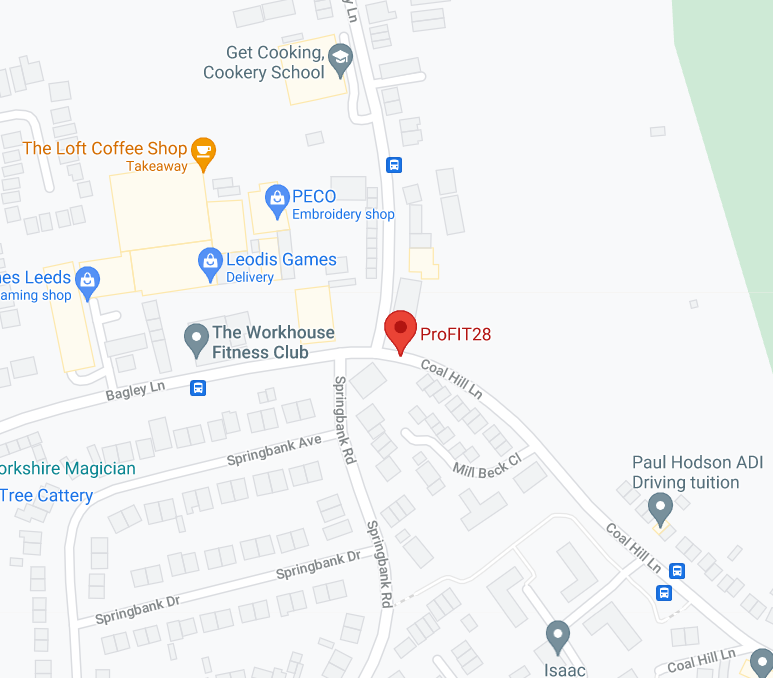 y Ln
Get Cooking,
Cookery School
The Loft Coffee Shop
Takeaway
PECO
Embroidery shop
Leodis Games
Delivery
nes Leeds
aming shop
The Workhouse
Fitness Club
ProFIT28
Bagley Ln
Coal Hill Ln
Springbank Rd
Springbank Ave
Mill Beck Cl
orkshire Magician
Tree Cattery
Paul Hodson ADI
Driving tuition
Coal Hill Ln
Springbank Rd
Springbank Dr
Springbank Dr
Isaac
Coal Hill Ln